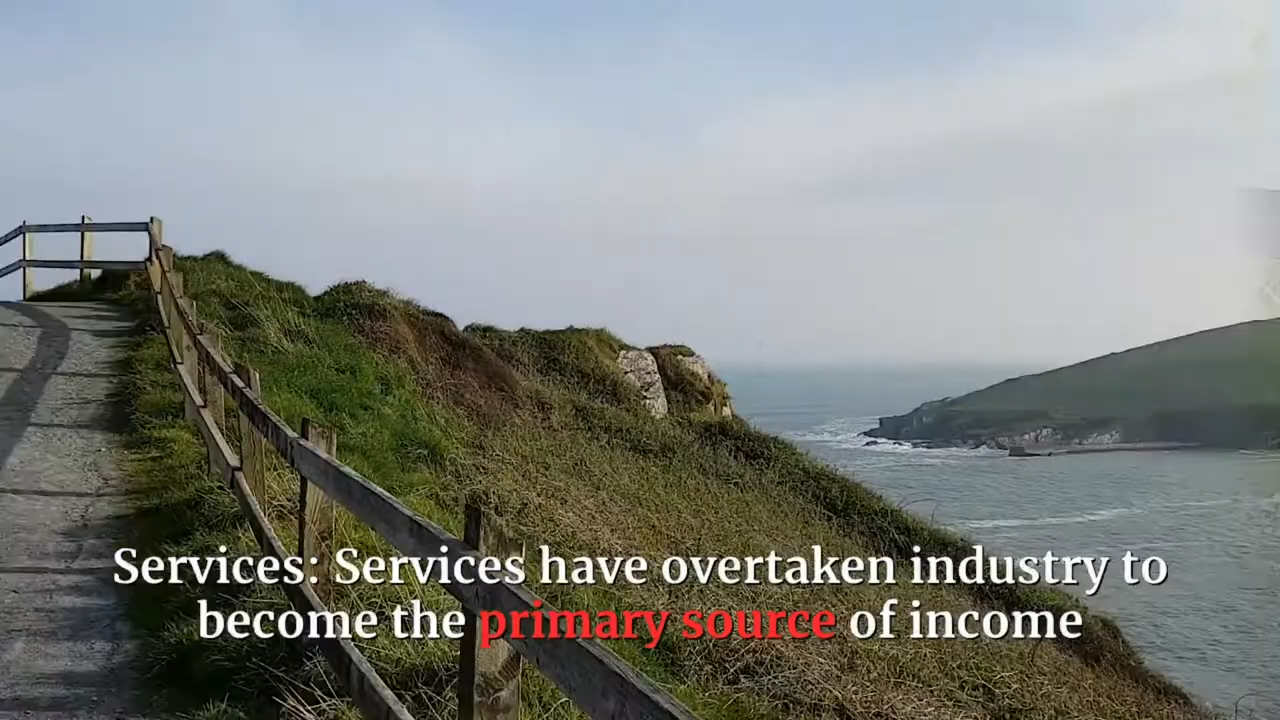 Services: Services have overtaken industry to
become the primary source of income